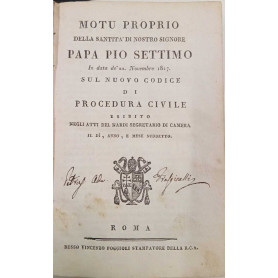 MOTU PROPRIO
DELLA SANTITA' DI NOSTRO SIGNORE
PAPA PIO SETTIMO
In data de' 22. Novembre 1817.
SUL NUOVO CODICE
DI
PROCEDURA CIVILE
ESIBITO
NEGLI ATTI DEL NARDI SEGRETARIO DI CAMERA
IL DÌ, ANNO, E MESE SUDDETTO.
ROMA
PRESSO VINCENZO POGGIOLI STAMPATORE DELLA R.C.A.